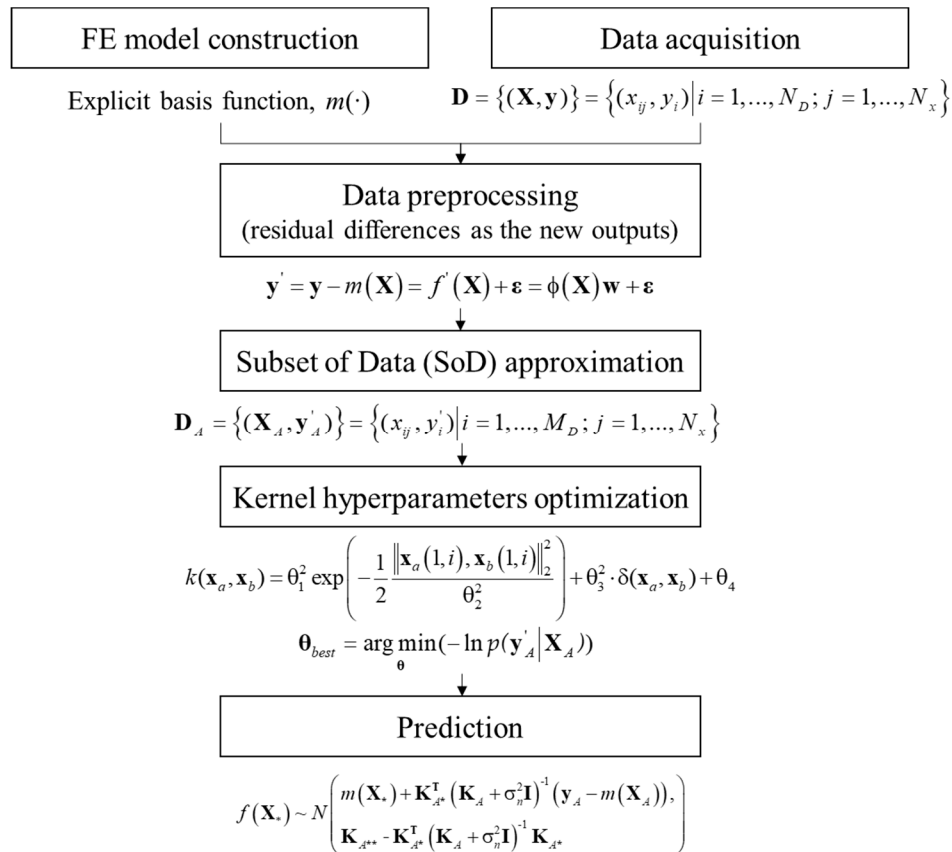 FE model construction
Data acquisition
Explicit basis function, m(·)
D = {(X, y)} = {(x_ij, y_i)|i = 1,..., N_D; j = 1,..., N_x}
Data preprocessing
(residual differences as the new outputs)
y' = y − m(X) = f'(X) + ε = ϕ(X)w + ε
Subset of Data (SoD) approximation
D_A = {(X_A, y'_A)} = {(x_ij, y'_i)|i = 1,..., M_D; j = 1,..., N_x}
Kernel hyperparameters optimization
k(x_a, x_b) = θ_1^2 exp(−1/2 ‖x_a(1,i), x_b(1,i)‖_2^2 / θ_2^2) + θ_3^2 · δ(x_a, x_b) + θ_4
θ_best = arg min_θ (−ln p(y'_A|X_A))
Prediction
f(X_*) ~ N(m(X_*) + K_A*^T (K_A + σ_n^2 I)^-1 (y_A − m(X_A)),
K_A** - K_A*^T (K_A + σ_n^2 I)^-1 K_A*)